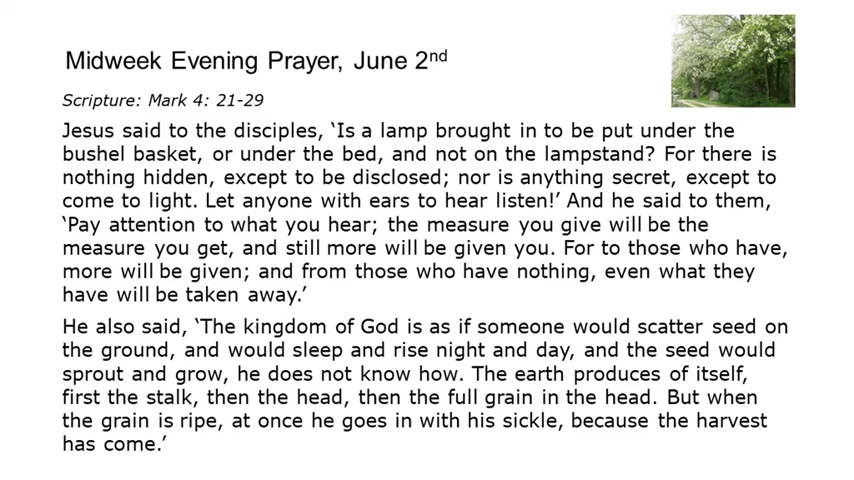 Midweek Evening Prayer, June 2nd
Scripture: Mark 4: 21-29
Jesus said to the disciples, ‘Is a lamp brought in to be put under the
bushel basket, or under the bed, and not on the lampstand? For there is
nothing hidden, except to be disclosed; nor is anything secret, except to
come to light. Let anyone with ears to hear listen!’ And he said to them,
‘Pay attention to what you hear; the measure you give will be the
measure you get, and still more will be given you. For to those who have,
more will be given; and from those who have nothing, even what they
have will be taken away.’
He also said, ‘The kingdom of God is as if someone would scatter seed on
the ground, and would sleep and rise night and day, and the seed would
sprout and grow, he does not know how. The earth produces of itself,
first the stalk, then the head, then the full grain in the head. But when
the grain is ripe, at once he goes in with his sickle, because the harvest
has come.’